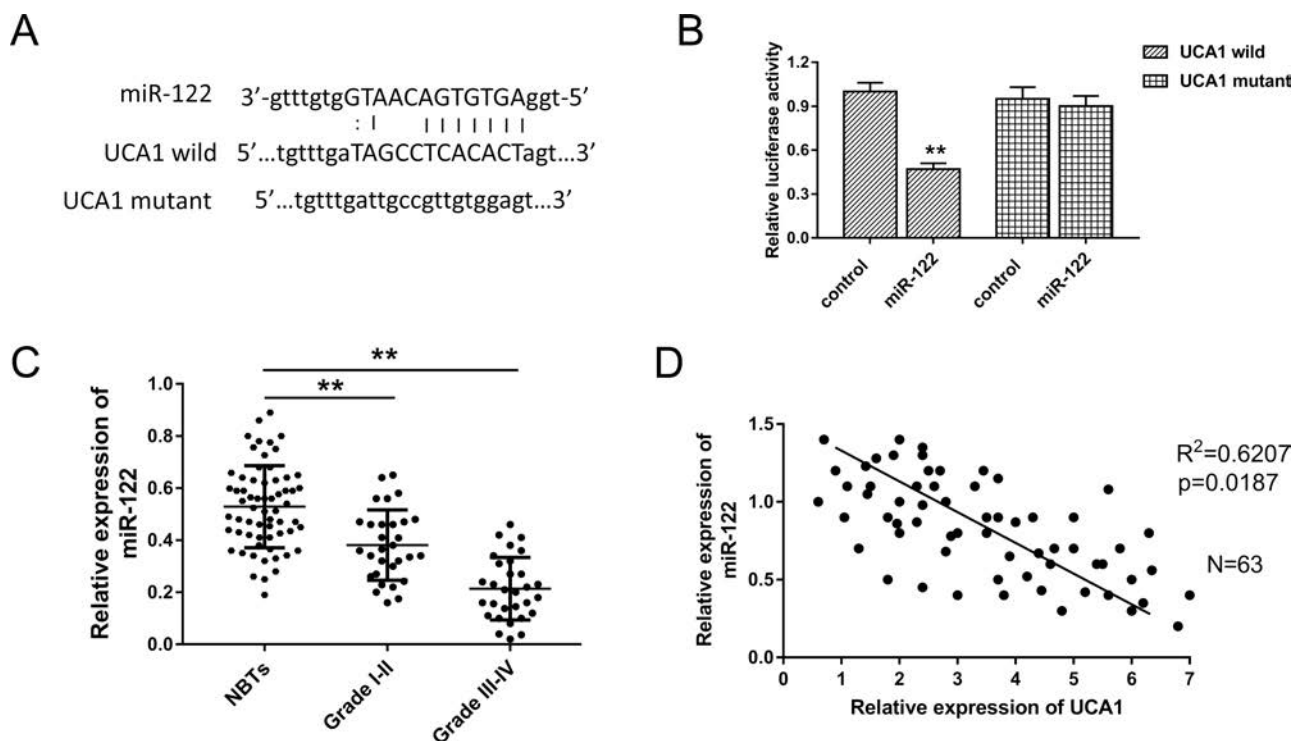 A
miR-122 3’-gtttgtgGTAACAGTGTGAggt-5’
: | | | | | | | |
UCA1 wild 5’...tgtttgaTAGCCTCACACTagt...3’
UCA1 mutant 5’...tgtttgattgccgttgtggagt...3’
B
UCA1 wild
UCA1 mutant
Relative luciferase activity
1.2
0.9
0.6
0.3
0.0
**
control
miR-122
control
miR-122
C
**
**
Relative expression of
miR-122
1.0
0.8
0.6
0.4
0.2
0.0
NBTs
Grade I-II
Grade III-IV
D
Relative expression of
miR-122
1.5
1.0
0.5
0.0
0 1 2 3 4 5 6 7
Relative expression of UCA1
R²=0.6207
p=0.0187
N=63